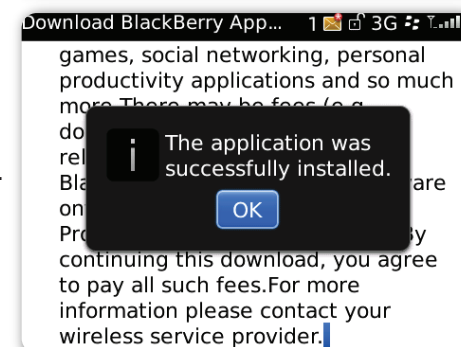 Download BlackBerry App... 1 3G
games, social networking, personal
productivity applications and so much
more.There may be fees (e.g.
do
rel
Bla are
on
Pro By
The application was
successfully installed.
OK
continuing this download, you agree
to pay all such fees.For more
information please contact your
wireless service provider.